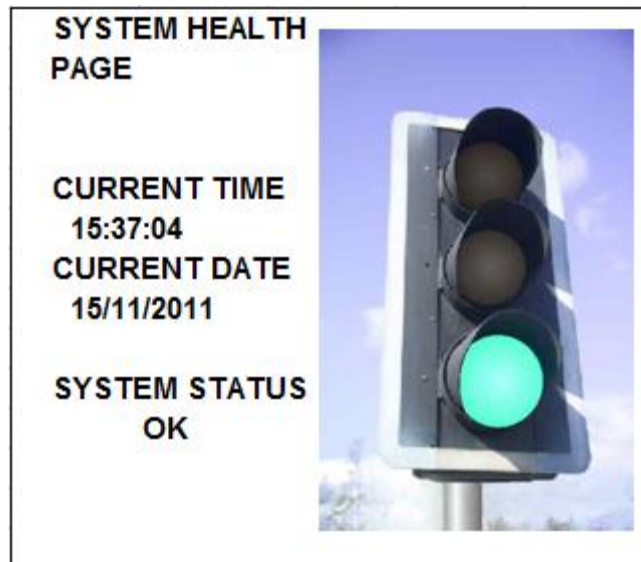 SYSTEM HEALTH
PAGE
CURRENT TIME
15:37:04
CURRENT DATE
15/11/2011
SYSTEM STATUS
OK